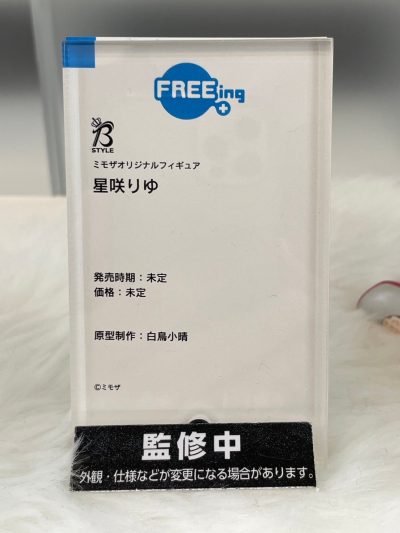 FREEing
B
STYLE
ミモザオリジナルフィギュア
星咲りゆ
発売時期：未定
価格：未定
原型制作：白鳥小晴
©ミモザ
監修中
外観・仕様などが変更になる場合があります。